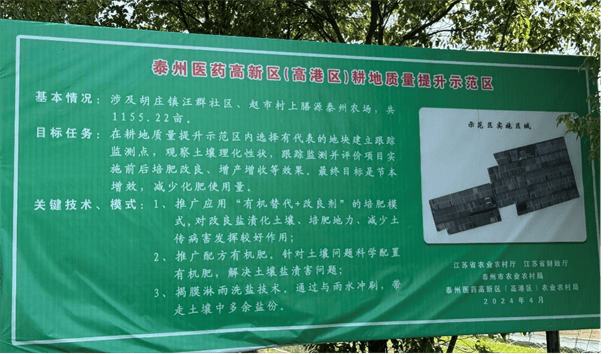 泰州医药高新区(高港区)耕地质量提升示范区
基本情况：涉及胡庄镇汪群社区、赵市村上膳源泰州农场，共
1155.22亩。
目标任务：在耕地质量提升示范区内选择有代表的地块建立跟踪
监测点，观察土壤理化性状，跟踪监测并评价项目实
施前后培肥改良、增产增收等效果，最终目标是节本
增效，减少化肥使用量。
关键技术、模式：1、推广应用“有机替代+改良剂”的培肥模
式，对改良盐渍化土壤、培肥地力、减少土
传病害发挥较好作用；
2、推广配方有机肥。针对土壤问题科学配置
有机肥，解决土壤盐渍害问题；
3、揭膜淋雨洗盐技术。通过与雨水冲刷，带
走土壤中多余盐份。
示范区实施区域
江苏省农业农村厅 江苏省财政厅
泰州市农业农村局
泰州医药高新区（高港区）农业农村局
2024年4月